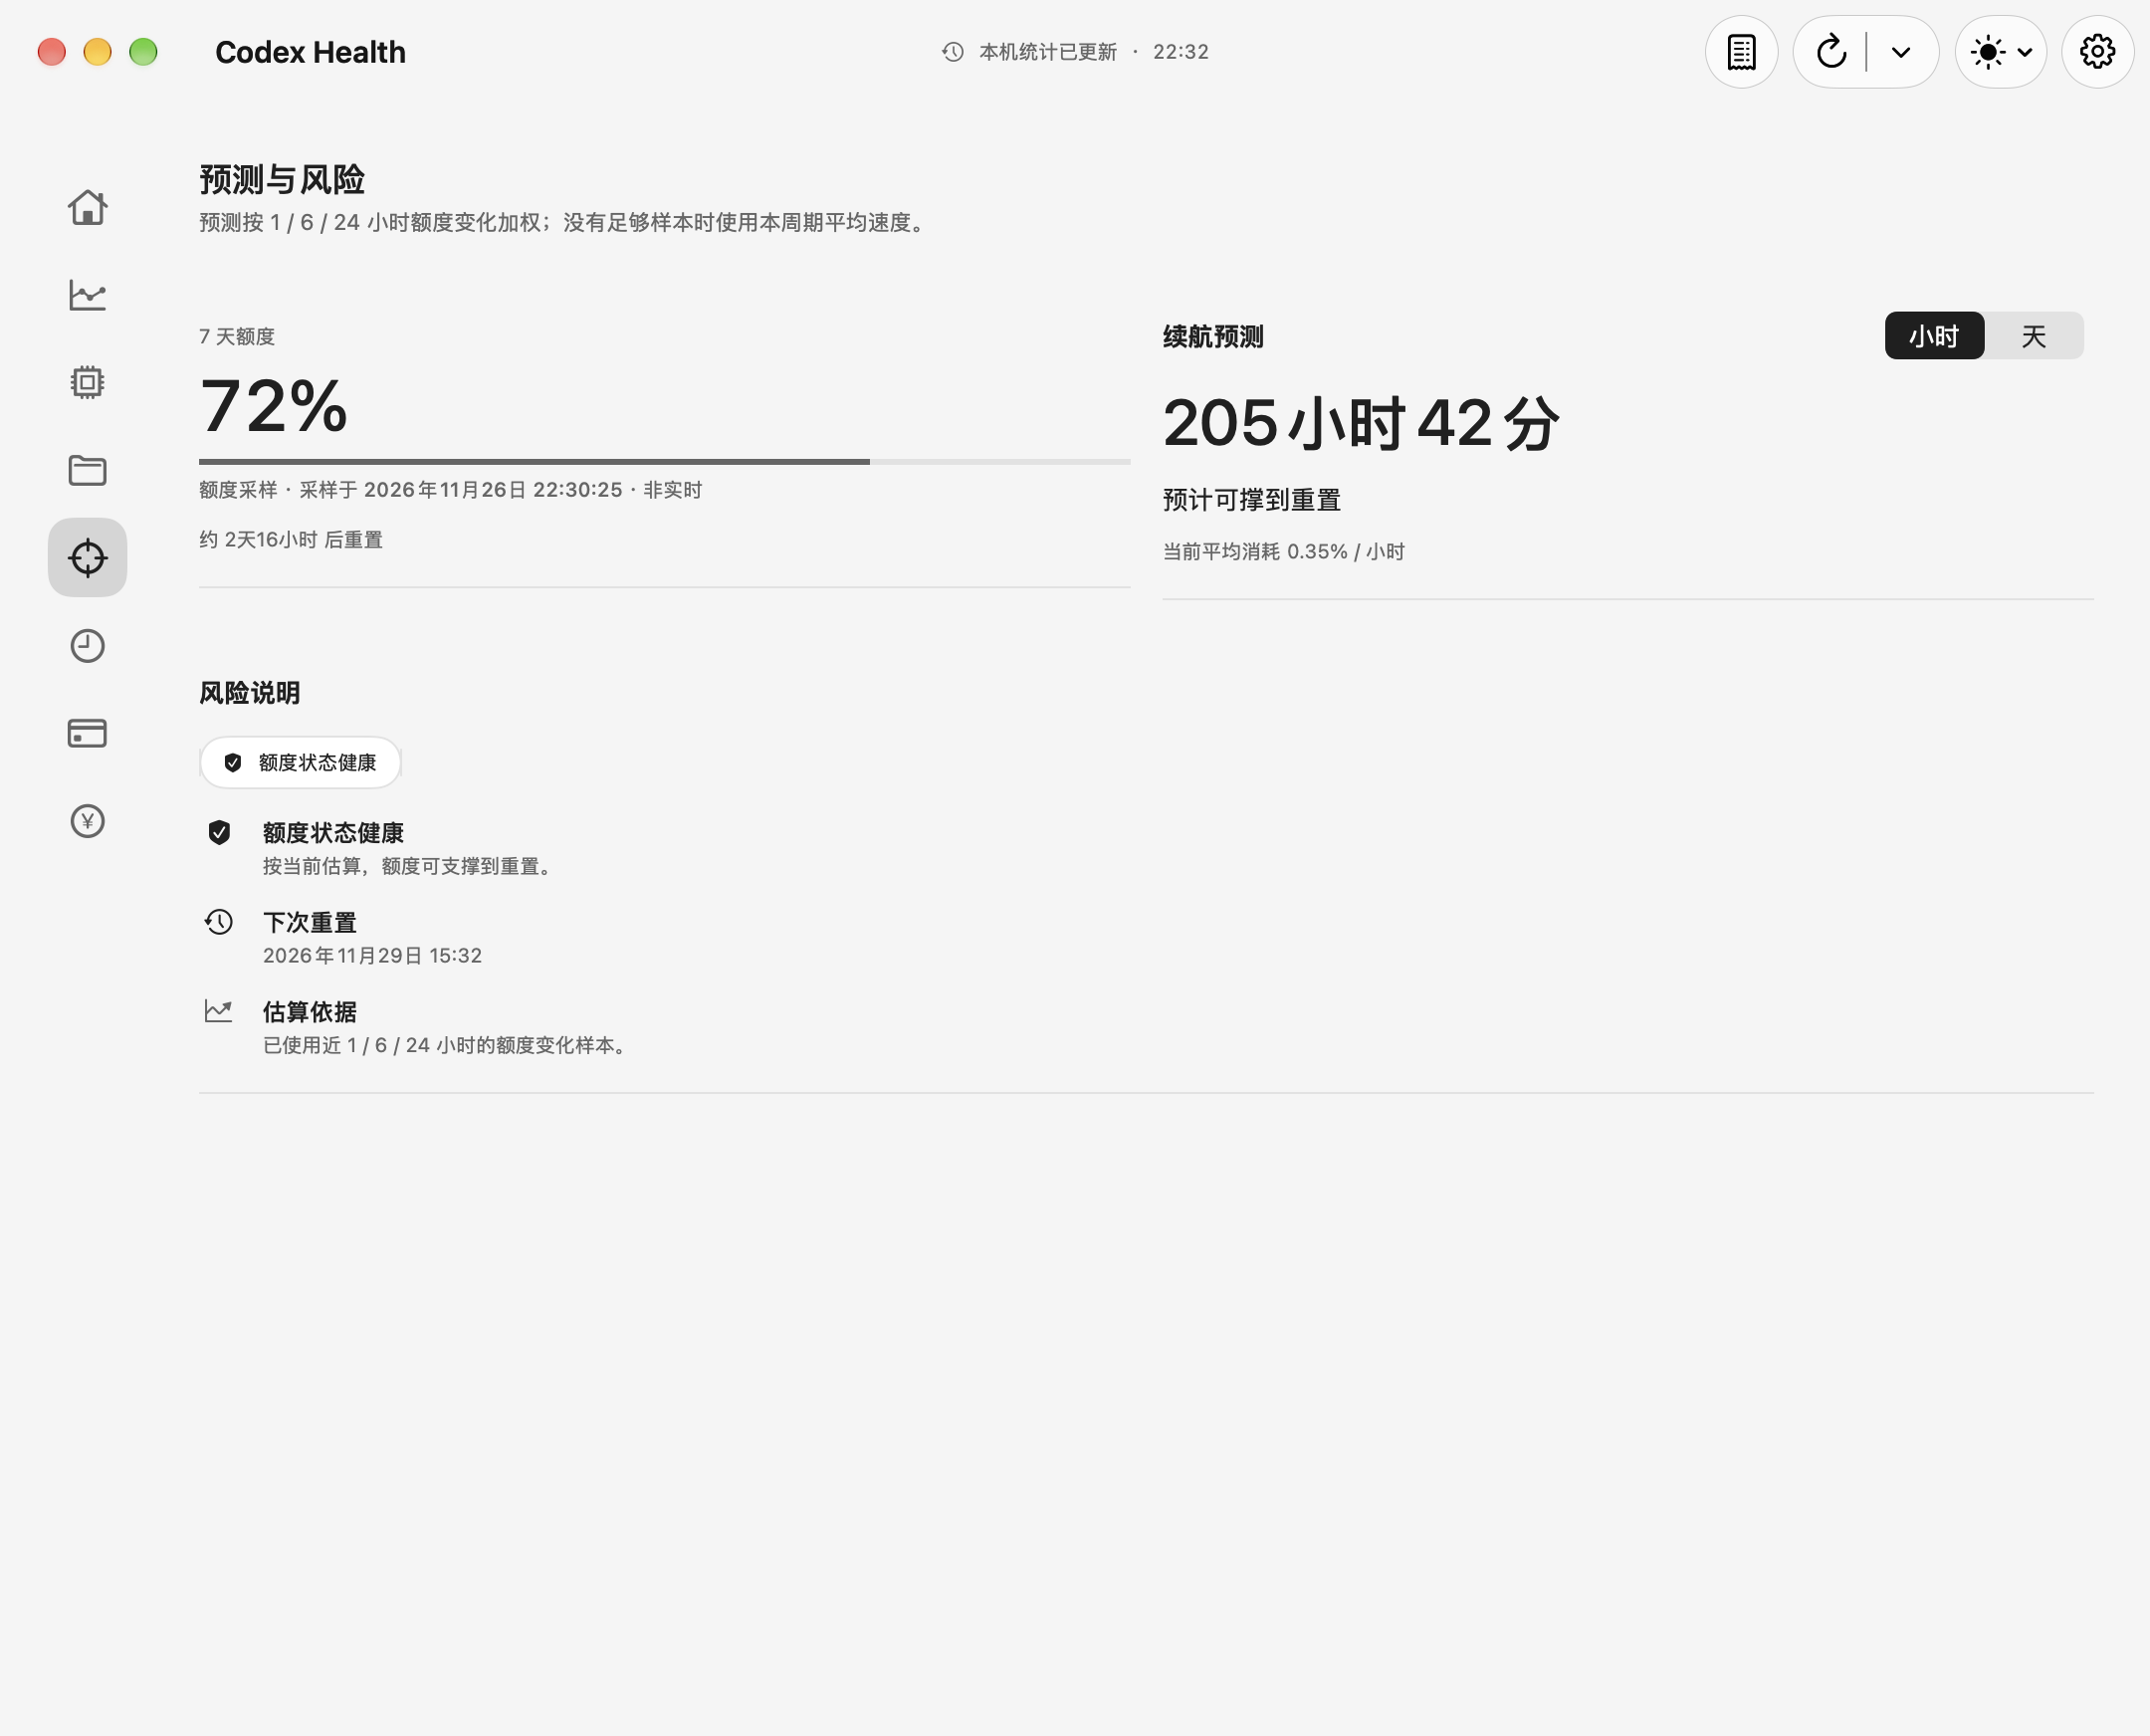 Codex Health
本机统计已更新 · 22:32
预测与风险
预测按 1 / 6 / 24 小时额度变化加权；没有足够样本时使用本周期平均速度。
7 天额度
72%
额度采样 · 采样于 2026年11月26日 22:30:25 · 非实时
约 2天16小时 后重置
续航预测
小时
天
205小时42分
预计可撑到重置
当前平均消耗 0.35% / 小时
风险说明
额度状态健康
额度状态健康
按当前估算，额度可支撑到重置。
下次重置
2026年11月29日 15:32
估算依据
已使用近 1 / 6 / 24 小时的额度变化样本。
¥